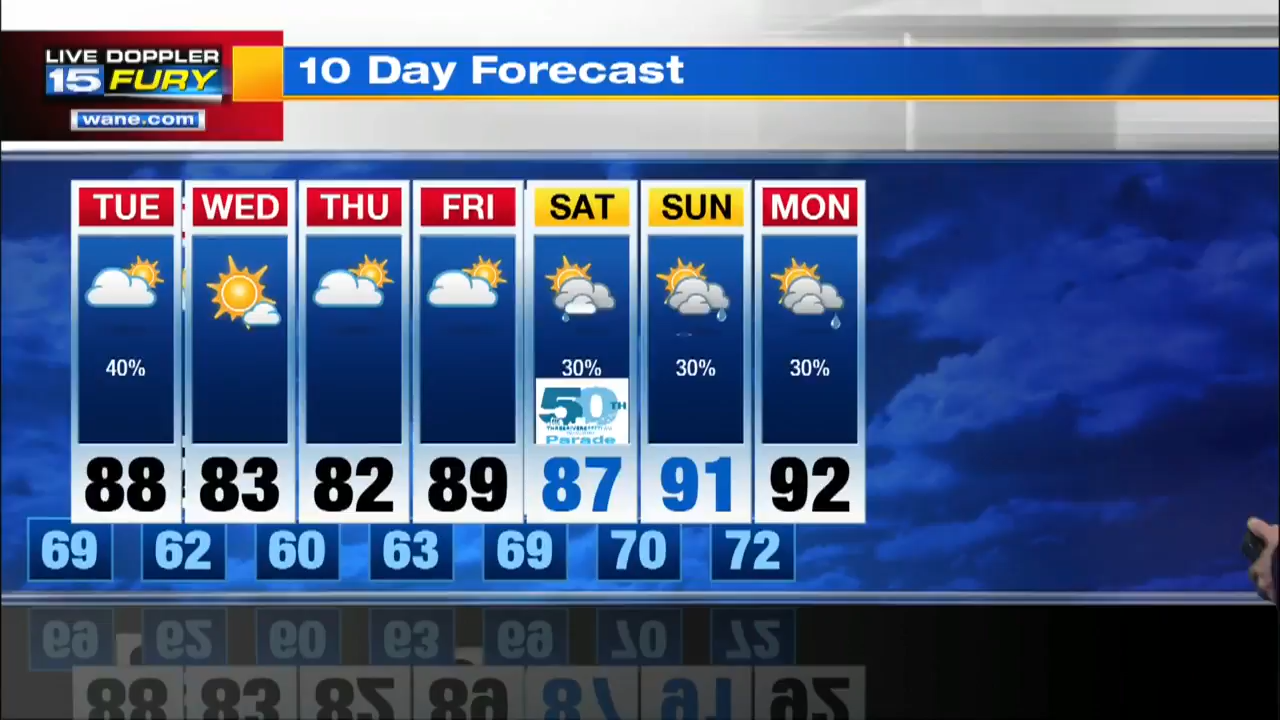 LIVE DOPPLER
15 FURY
wane.com
10 Day Forecast
TUE WED THU FRI SAT SUN MON
40% 30% 30% 30%
50TH
Parade
88 83 82 89 87 91 92
69 62 60 63 69 70 72